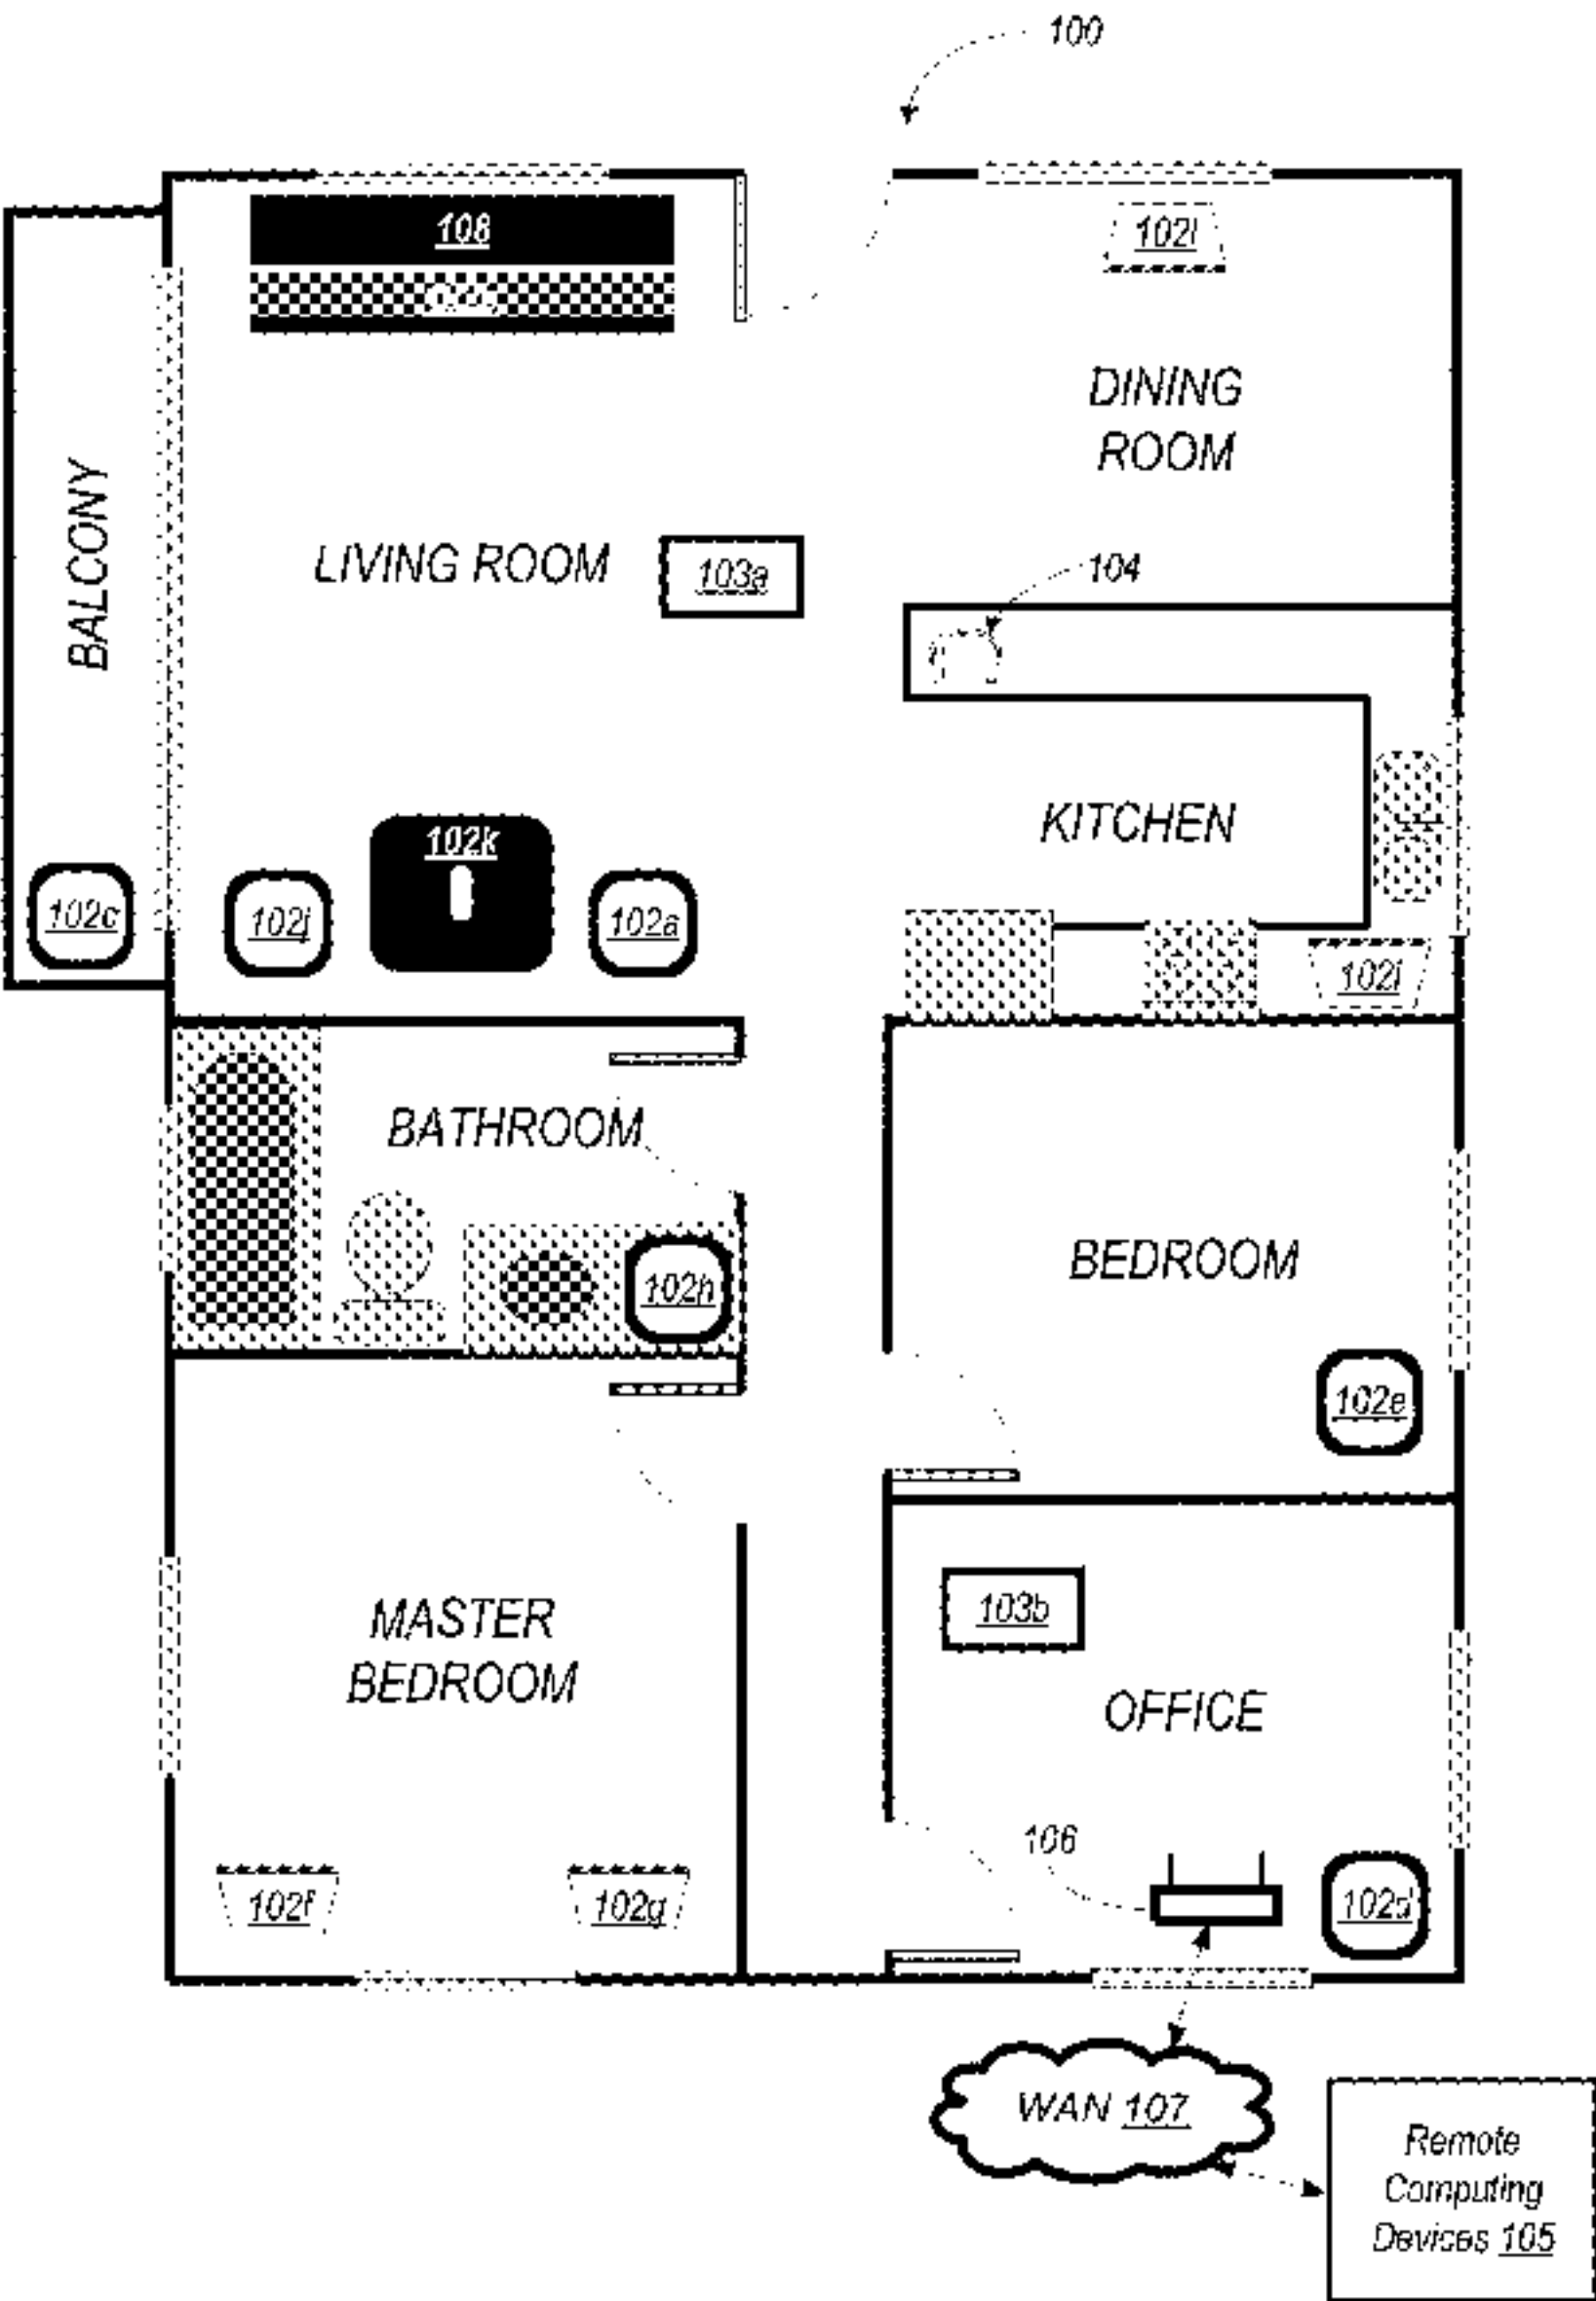 100
108
102l
DINING
ROOM
BALCONY
LIVING ROOM
103a
104
KITCHEN
102k
102c
102j
102a
102i
BATHROOM
BEDROOM
102h
102e
MASTER
BEDROOM
103b
OFFICE
106
102f
102g
102d
WAN 107
Remote
Computing
Devices 105